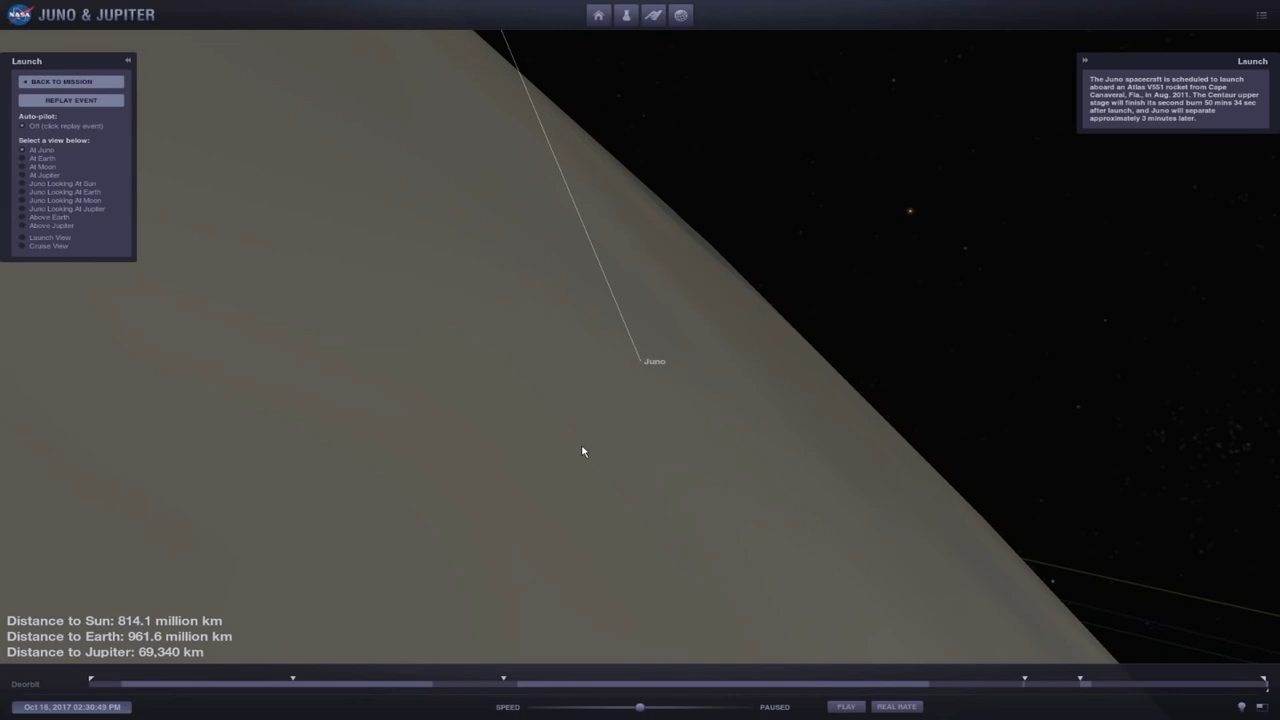 NASA JUNO & JUPITER
Launch
BACK TO MISSION
REPLAY EVENT
Auto-pilot:
Off (click replay event)
Select a view below:
At Juno
At Earth
At Moon
At Jupiter
Juno Looking At Sun
Juno Looking At Earth
Juno Looking At Moon
Juno Looking At Jupiter
Above Earth
Above Jupiter
Launch View
Cruise View
Launch
The Juno spacecraft is scheduled to launch
aboard an Atlas V551 rocket from Cape
Canaveral, Fla., in Aug. 2011. The Centaur upper
stage will finish its second burn 50 mins 34 sec
after launch, and Juno will separate
approximately 3 minutes later.
Juno
Distance to Sun: 814.1 million km
Distance to Earth: 961.6 million km
Distance to Jupiter: 69,340 km
Deorbit
Oct 16, 2017 02:30:49 PM
SPEED
PAUSED
PLAY
REAL RATE